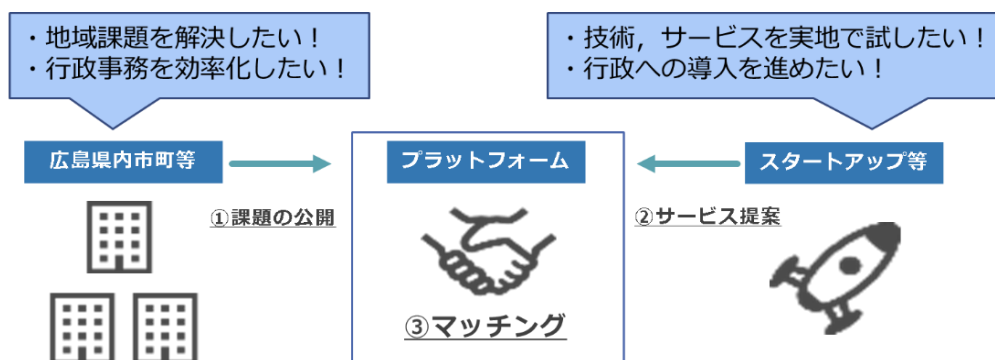 ・地域課題を解決したい！
・行政事務を効率化したい！
・技術，サービスを実地で試したい！
・行政への導入を進めたい！
広島県内市町等
プラットフォーム
スタートアップ等
①課題の公開
②サービス提案
③マッチング